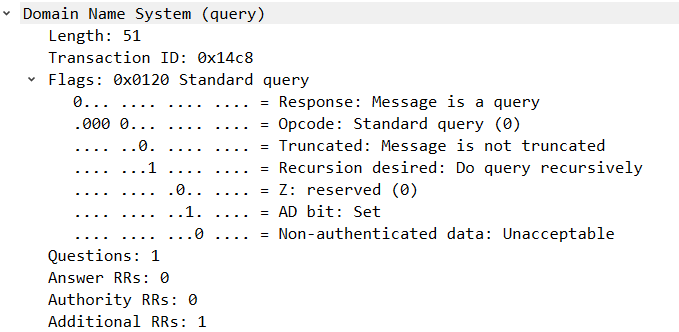 Domain Name System (query)
Length: 51
Transaction ID: 0x14c8
Flags: 0x0120 Standard query
0... .... .... .... = Response: Message is a query
.000 0... .... .... = Opcode: Standard query (0)
.... ..0. .... .... = Truncated: Message is not truncated
.... ...1 .... .... = Recursion desired: Do query recursively
.... .... .0.. .... = Z: reserved (0)
.... .... ..1. .... = AD bit: Set
.... .... ...0 .... = Non-authenticated data: Unacceptable
Questions: 1
Answer RRs: 0
Authority RRs: 0
Additional RRs: 1